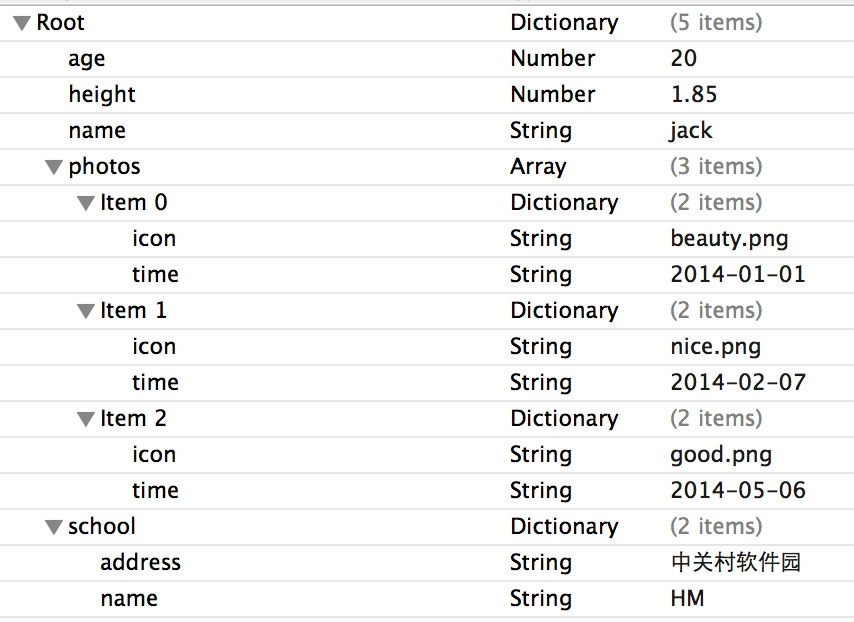 Root Dictionary (5 items)
age Number 20
height Number 1.85
name String jack
photos Array (3 items)
Item 0 Dictionary (2 items)
icon String beauty.png
time String 2014-01-01
Item 1 Dictionary (2 items)
icon String nice.png
time String 2014-02-07
Item 2 Dictionary (2 items)
icon String good.png
time String 2014-05-06
school Dictionary (2 items)
address String 中关村软件园
name String HM